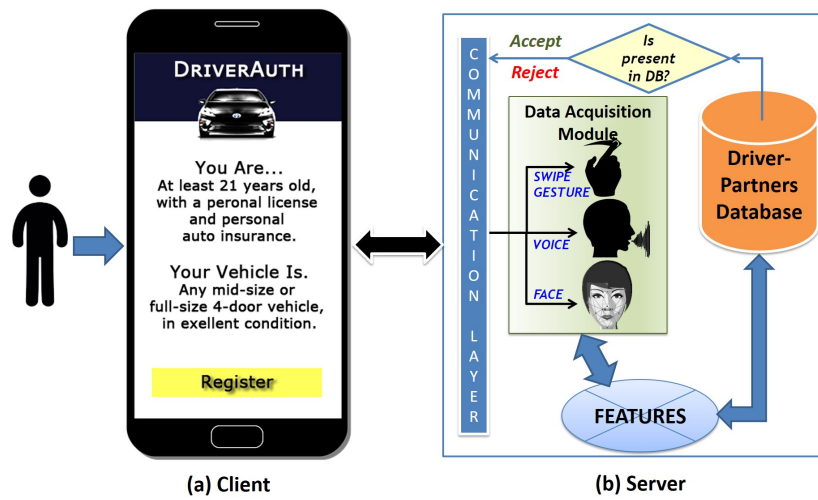 DRIVERAUTH
You Are...
At least 21 years old,
with a peronal license
and personal
auto insurance.
Your Vehicle Is.
Any mid-size or
full-size 4-door vehicle,
in exellent condition.
Register
(a) Client
COMMUNICATION LAYER
Accept
Reject
Is
present
in DB?
Data Acquisition
Module
SWIPE
GESTURE
VOICE
FACE
Driver-
Partners
Database
FEATURES
(b) Server